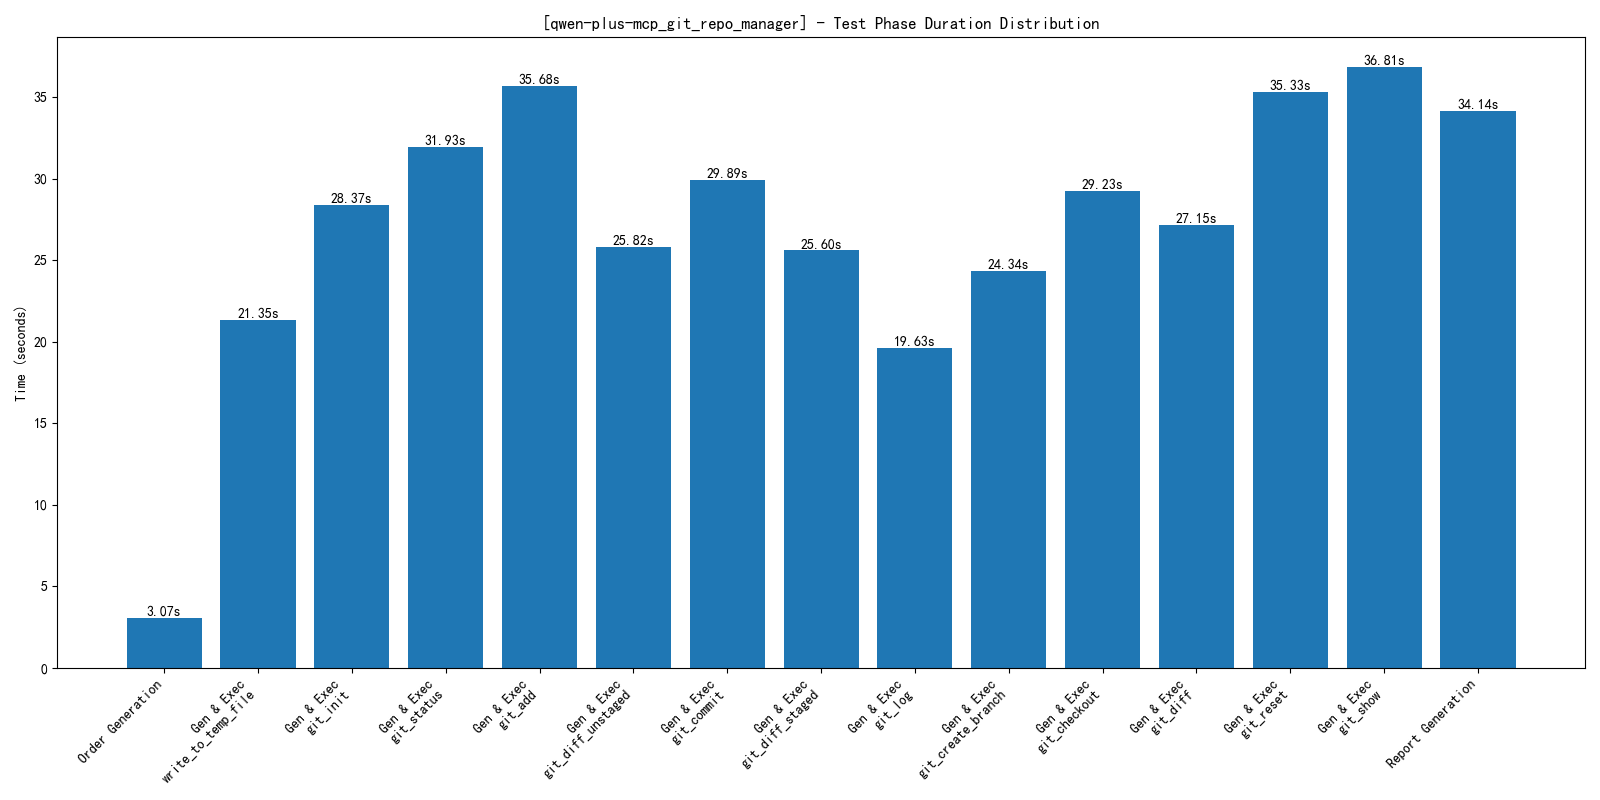 [qwen-plus-mcp_git_repo_manager] - Test Phase Duration Distribution
Time (seconds)
35
30
25
20
15
10
5
0
3.07s
21.35s
28.37s
31.93s
35.68s
25.82s
29.89s
25.60s
19.63s
24.34s
29.23s
27.15s
35.33s
36.81s
34.14s
Order Generation
Gen & Exec
write_to_temp_file
Gen & Exec
git_init
Gen & Exec
git_status
Gen & Exec
git_add
Gen & Exec
git_diff_unstaged
Gen & Exec
git_commit
Gen & Exec
git_diff_staged
Gen & Exec
git_log
Gen & Exec
git_create_branch
Gen & Exec
git_checkout
Gen & Exec
git_diff
Gen & Exec
git_reset
Gen & Exec
git_show
Report Generation